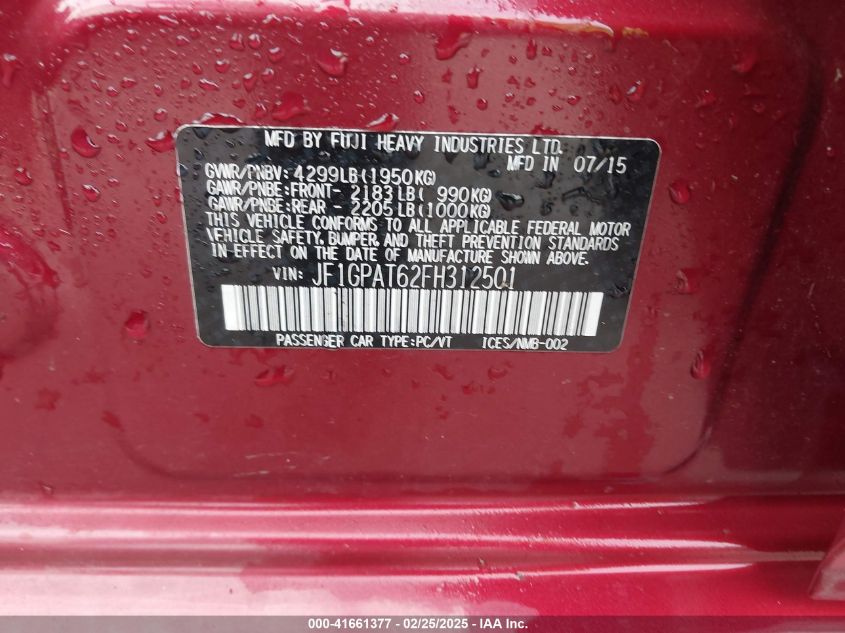 MFD BY FUJI HEAVY INDUSTRIES LTD.
MFD IN 07/15
GVWR/PNBV: 4299LB(1950KG)
GAWR/PNBE:FRONT- 2183LB( 990KG)
GAWR/PNBE:REAR - 2205LB(1000KG)
THIS VEHICLE CONFORMS TO ALL APPLICABLE FEDERAL MOTOR
VEHICLE SAFETY, BUMPER, AND THEFT PREVENTION STANDARDS
IN EFFECT ON THE DATE OF MANUFACTURE SHOWN ABOVE.
VIN: JF1GPAT62FH312501
PASSENGER CAR TYPE:PC/VT ICES/NMB-002
000-41661377 - 02/25/2025 - IAA Inc.